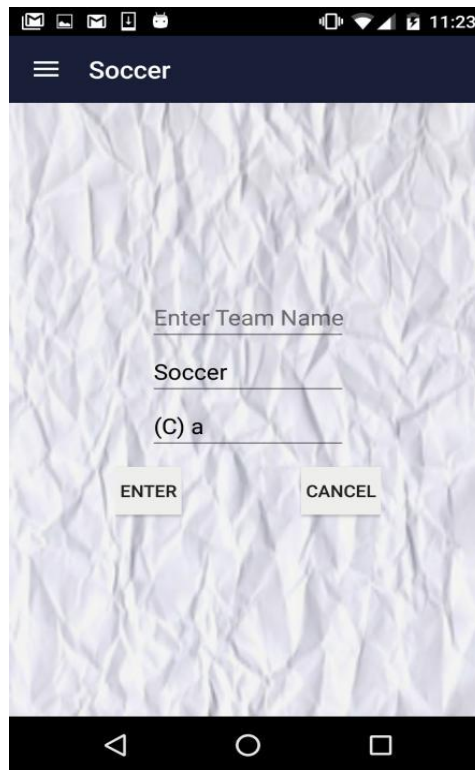 11:23
Soccer
Enter Team Name
Soccer
(C) a
ENTER
CANCEL